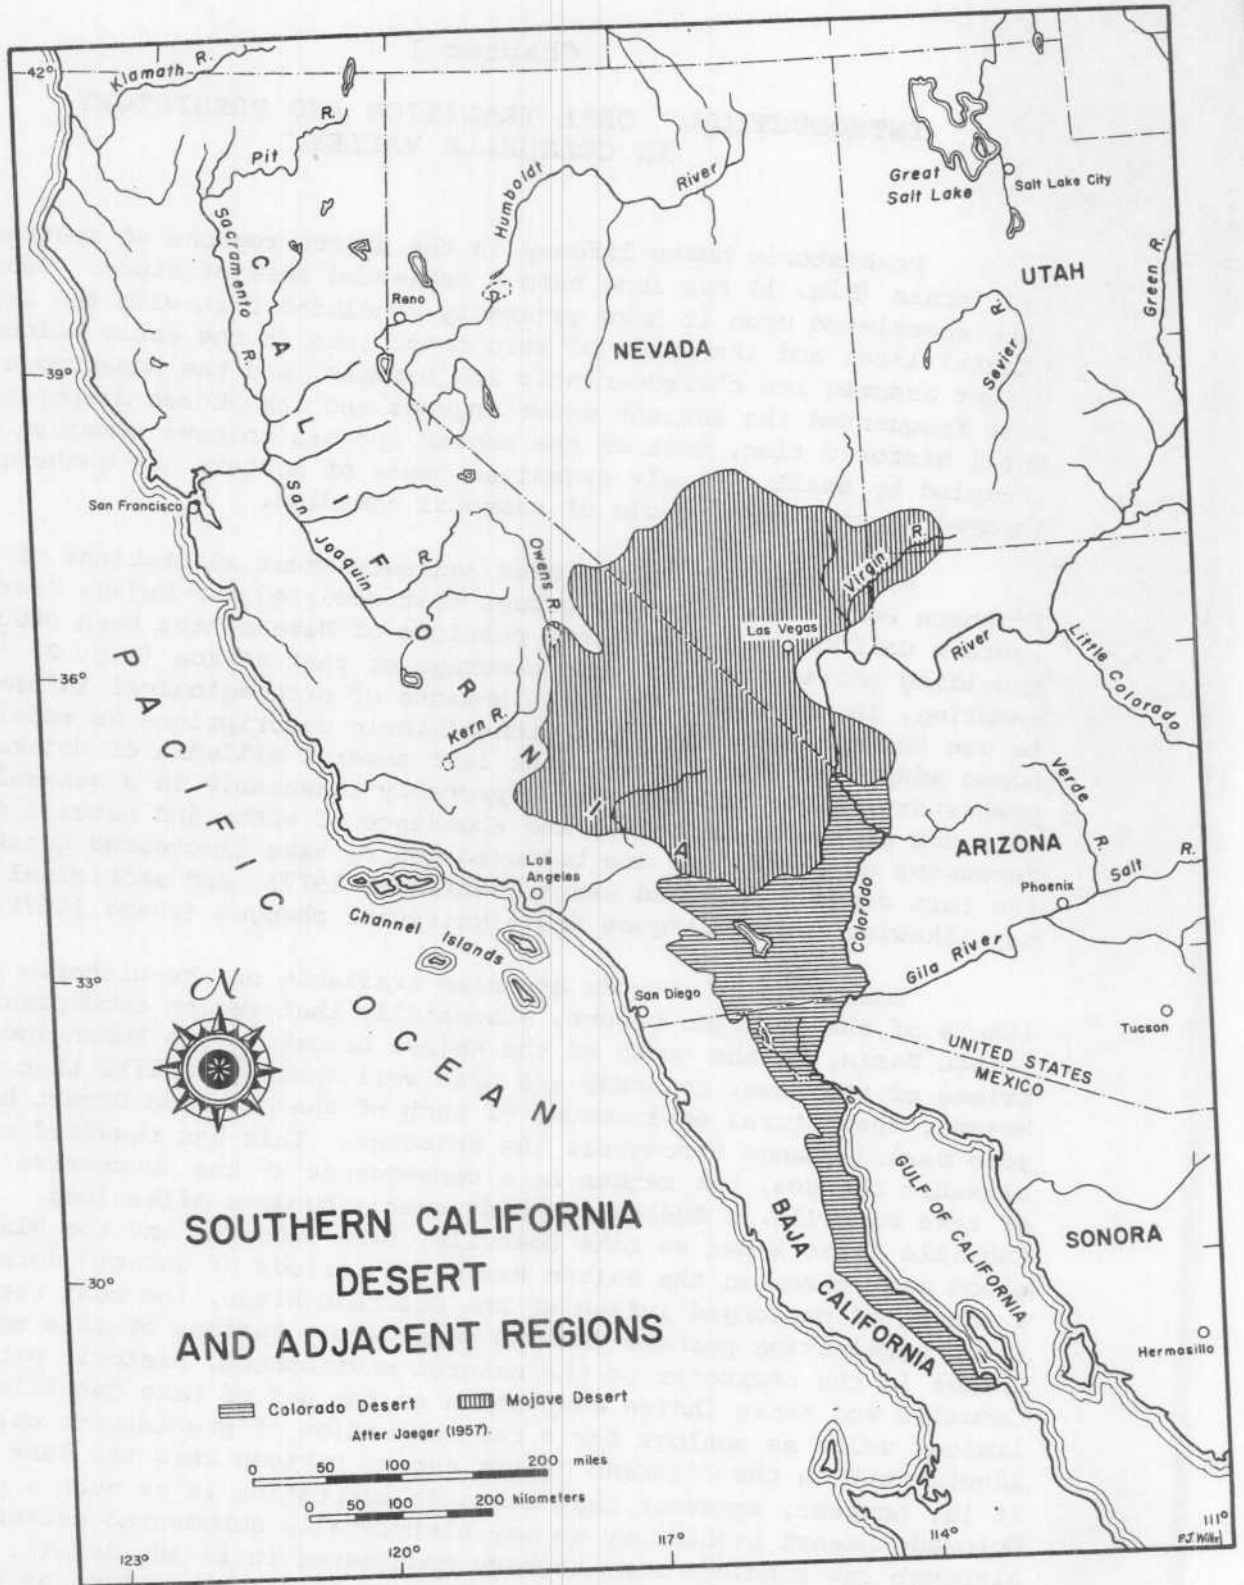 42°
Klamath R.
Pit R.
Sacramento R.
Humboldt River
Great
Salt Lake
Salt Lake City
UTAH
Green R.
Reno
NEVADA
Sevier R.
39°
CALIFORNIA
San Francisco
San Joaquin R.
Owens R.
Virgin R.
Las Vegas
River
Little Colorado
36°
Kern R.
PACIFIC OCEAN
Verde R.
ARIZONA
Los
Angeles
Phoenix
Salt R.
Channel Islands
Colorado
Gila River
33°
San Diego
Tucson
UNITED STATES
MEXICO
GULF OF CALIFORNIA
BAJA CALIFORNIA
SONORA
Hermosillo
30°
SOUTHERN CALIFORNIA
DESERT
AND ADJACENT REGIONS
Colorado Desert
Mojave Desert
After Jaeger (1957).
0 50 100 200 miles
0 50 100 200 kilometers
123°
120°
117°
114°
111°